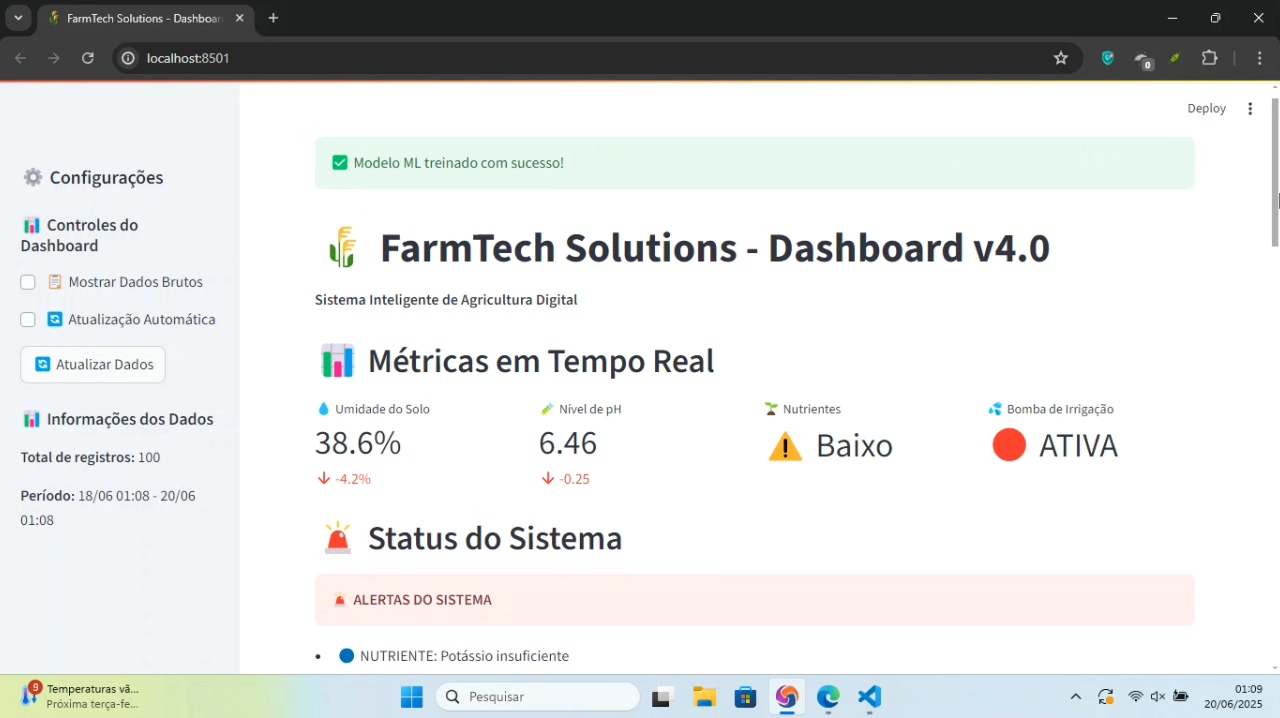 FarmTech Solutions - Dashboar
localhost:8501
0
Deploy
Configurações
Controles do
Dashboard
Mostrar Dados Brutos
Atualização Automática
Atualizar Dados
Informações dos Dados
Total de registros: 100
Período: 18/06 01:08 - 20/06
01:08
Modelo ML treinado com sucesso!
FarmTech Solutions - Dashboard v4.0
Sistema Inteligente de Agricultura Digital
Métricas em Tempo Real
Umidade do Solo
38.6%
-4.2%
Nível de pH
6.46
-0.25
Nutrientes
Baixo
Bomba de Irrigação
ATIVA
Status do Sistema
ALERTAS DO SISTEMA
NUTRIENTE: Potássio insuficiente
9
Temperaturas vã...
Próxima terça-fe...
Pesquisar
01:09
20/06/2025